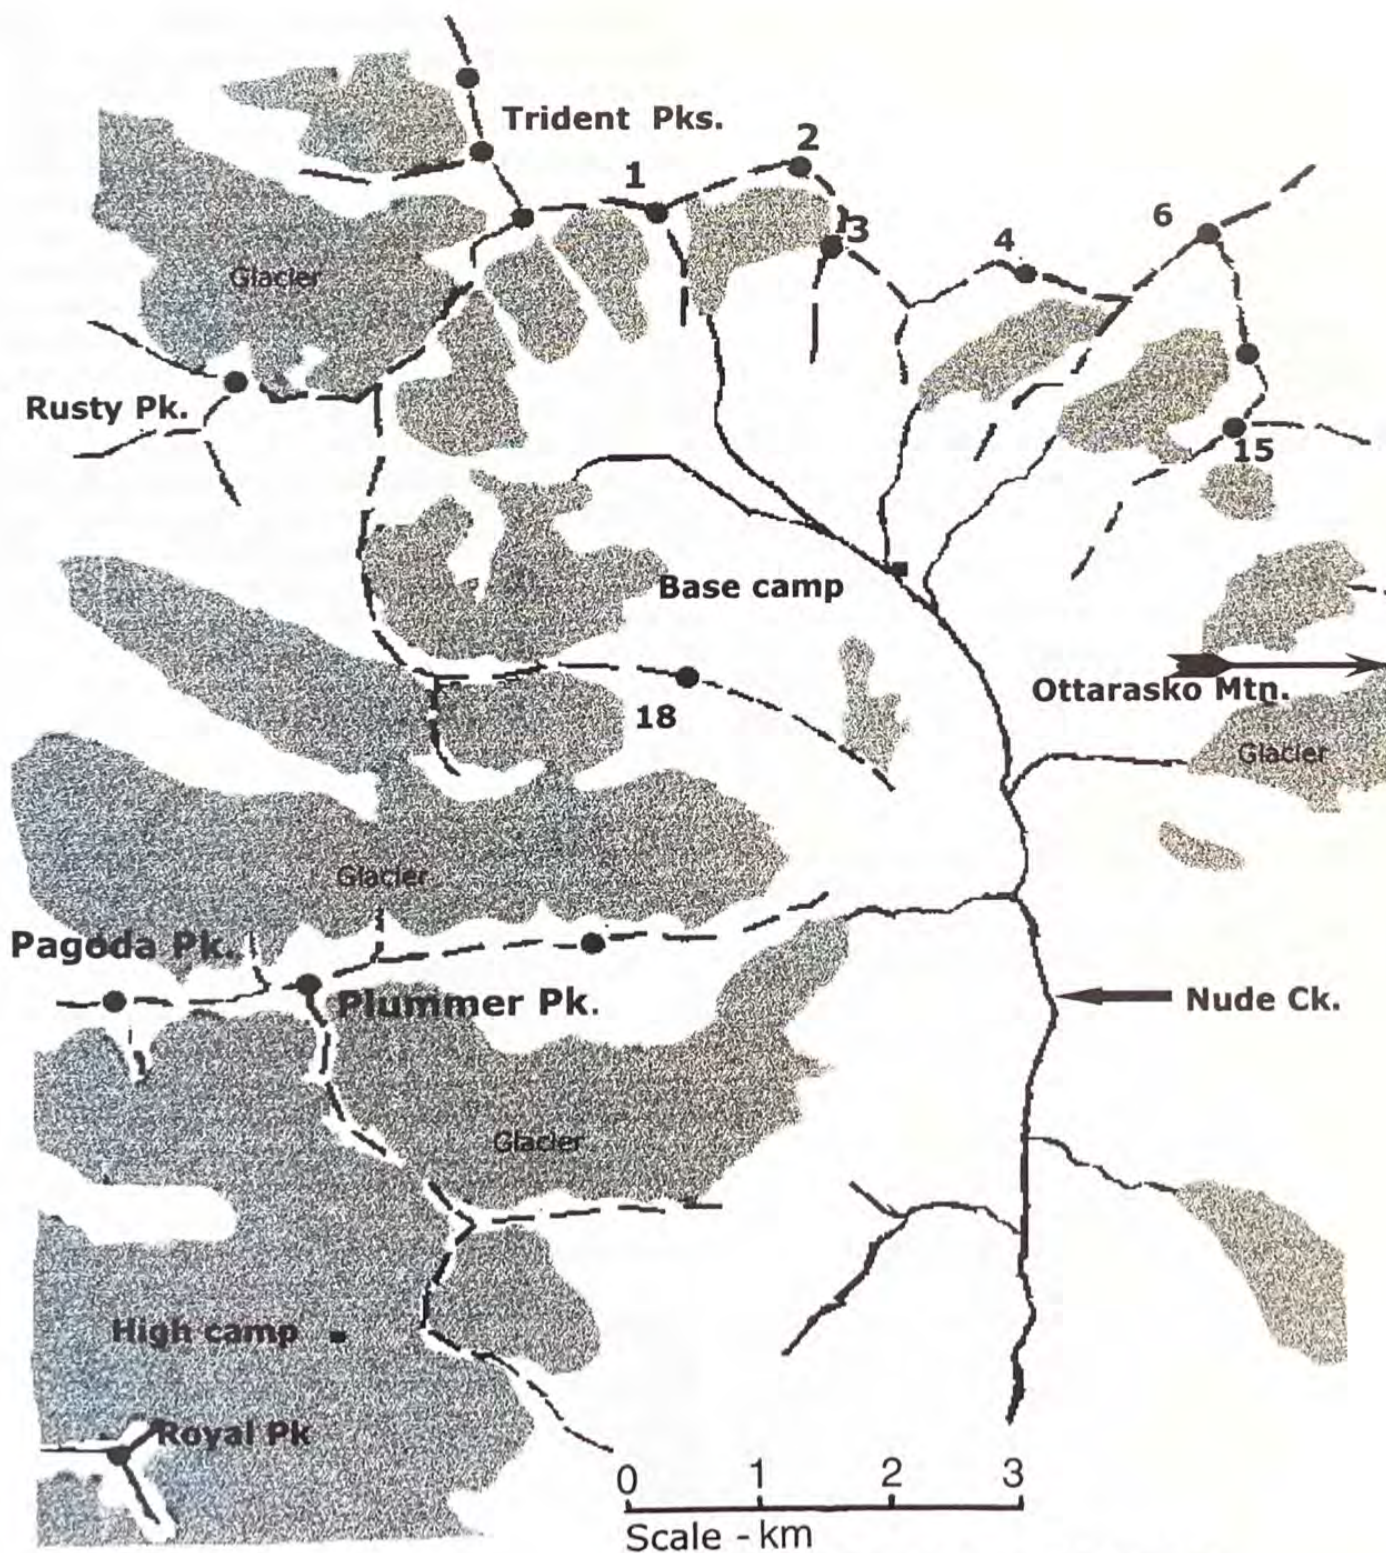 Trident Pks.
2
1
6
3
4
Glacier
Rusty Pk.
15
Base camp
Ottarasko Mtn.
18
Glacier
Glacier
Pagoda Pk.
Plummer Pk.
Nude Ck.
Glacier
High camp
Royal Pk
0 1 2 3
Scale - km